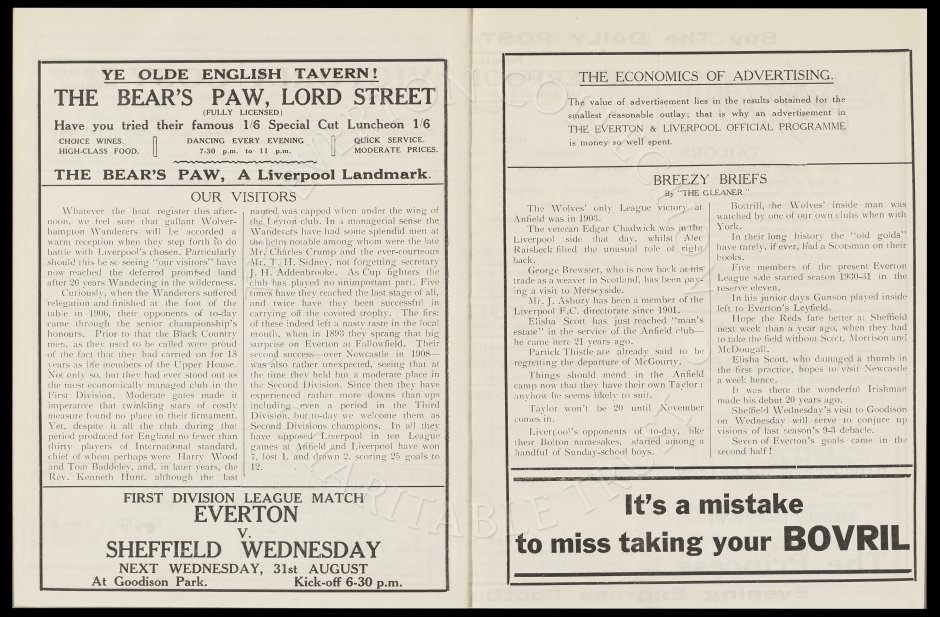 YE OLDE ENGLISH TAVERN!
THE BEAR'S PAW, LORD STREET
(FULLY LICENSED)
Have you tried their famous 1/6 Special Cut Luncheon 1/6
CHOICE WINES.
HIGH-CLASS FOOD.
DANCING EVERY EVENING
7-30 p.m. to 11 p.m.
QUICK SERVICE.
MODERATE PRICES.
THE BEAR'S PAW, A Liverpool Landmark.
OUR VISITORS
Whatever the heat register this after-
noon, we feel sure that gallant Wolver-
hampton Wanderers will be accorded a
warm reception when they step forth to do
battle with Liverpool's chosen. Particularly
should this be so seeing "our visitors" have
now reached the deferred promised land
after 26 years Wandering in the wilderness.
Curiously, when the Wanderers suffered
relegation and finished at the foot of the
table in 1906, their opponents of to-day
came through the senior championship's
honours. Prior to that the Black Country
men, as they used to be called were proud
of the fact that they had carried on for 18
years as life members of the Upper House.
Not only so, but they had ever stood out as
the most economically managed club in the
First Division. Moderate gates made it
imperative that twinkling stars of costly
measure found no place in their firmament.
Yet, despite it all the club during that
period produced for England no fewer than
thirty players of International standard,
chief of whom perhaps were Harry Wood
and Tom Baddeley, and, in later years, the
Rev. Kenneth Hunt, although the last
named was capped when under the wing of
the Leyton club. In a managerial sense the
Wanderers have had some splendid men at
the helm notable among whom were the late
Mr. Charles Crump and the ever-courteous
Mr. T. H. Sidney, not forgetting secretary
J. H. Addenbrooke. As Cup fighters the
club has played no unimportant part. Five
times have they reached the last stage of all,
and twice have they been successful in
carrying off the coveted trophy. The first
of these indeed left a nasty taste in the local
mouth, when in 1893 they sprang that big
surprise on Everton at Fallowfield. Their
second success—over Newcastle in 1908—
was also rather unexpected, seeing that at
the time they held but a moderate place in
the Second Division. Since then they have
experienced rather more downs than ups
including even a period in the Third
Division, but to-day we welcome them as
Second Divisions champions. In all they
have opposed Liverpool in ten League
games at Anfield and Liverpool have won
7, lost 1, and drawn 2, scoring 25 goals to
12.
FIRST DIVISION LEAGUE MATCH
EVERTON
V.
SHEFFIELD WEDNESDAY
NEXT WEDNESDAY, 31st AUGUST
At Goodison Park. Kick-off 6-30 p.m.
THE ECONOMICS OF ADVERTISING.
The value of advertisement lies in the results obtained for the
smallest reasonable outlay; that is why an advertisement in
THE EVERTON & LIVERPOOL OFFICIAL PROGRAMME
is money so well spent.
BREEZY BRIEFS
By "THE GLEANER."
The Wolves' only League victory at
Anfield was in 1903.
The veteran Edgar Chadwick was in the
Liverpool side that day, whilst Alec
Raisbeck filled the unusual role of right
back.
George Brewster, who is now back at his
trade as a weaver in Scotland, has been pay-
ing a visit to Merseyside.
Mr. J. Asbury has been a member of the
Liverpool F.C. directorate since 1901.
Elisha Scott has just reached "man's
estate" in the service of the Anfield club—
he came here 21 years ago.
Partick Thistle are already said to be
regretting the departure of McGourty.
Things should mend in the Anfield
camp now that they have their own Taylor:
anyhow he seems likely to suit.
Taylor won't be 20 until November
comes in.
Liverpool's opponents of to-day, like
their Bolton namesakes, started among a
handful of Sunday-school boys.
Bottrill, the Wolves' inside man was
watched by one of our own clubs when with
York.
In their long history the "old golds"
have rarely, if ever, had a Scotsman on their
books.
Five members of the present Everton
League side started season 1930-31 in the
reserve eleven.
In his junior days Gunson played inside
left to Everton's Leyfield.
Hope the Reds fare better at Sheffield
next week than a year ago, when they had
to take the field without Scott, Morrison and
McDougall.
Elisha Scott, who damaged a thumb in
the first practice, hopes to visit Newcastle
a week hence.
It was there the wonderful Irishman
made his debut 20 years ago.
Sheffield Wednesday's visit to Goodison
on Wednesday will serve to conjure up
visions of last season's 9-3 debacle.
Seven of Everton's goals came in the
second half!
It's a mistake
to miss taking your BOVRIL